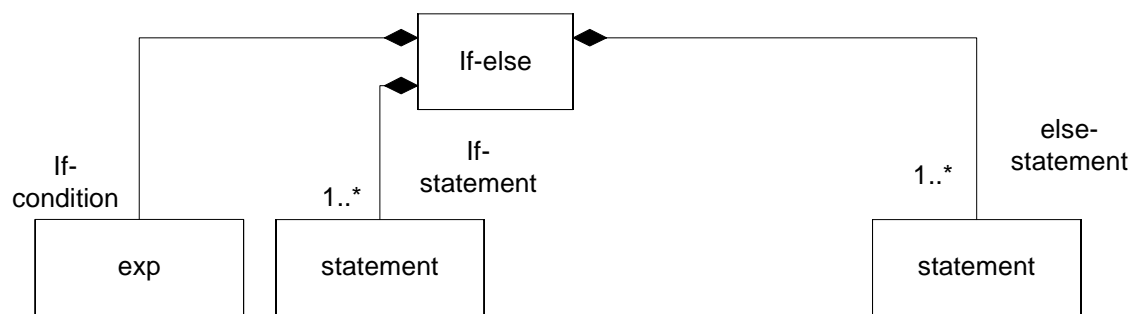 If-else
If-
condition
1..*
If-
statement
1..*
else-
statement
exp
statement
statement